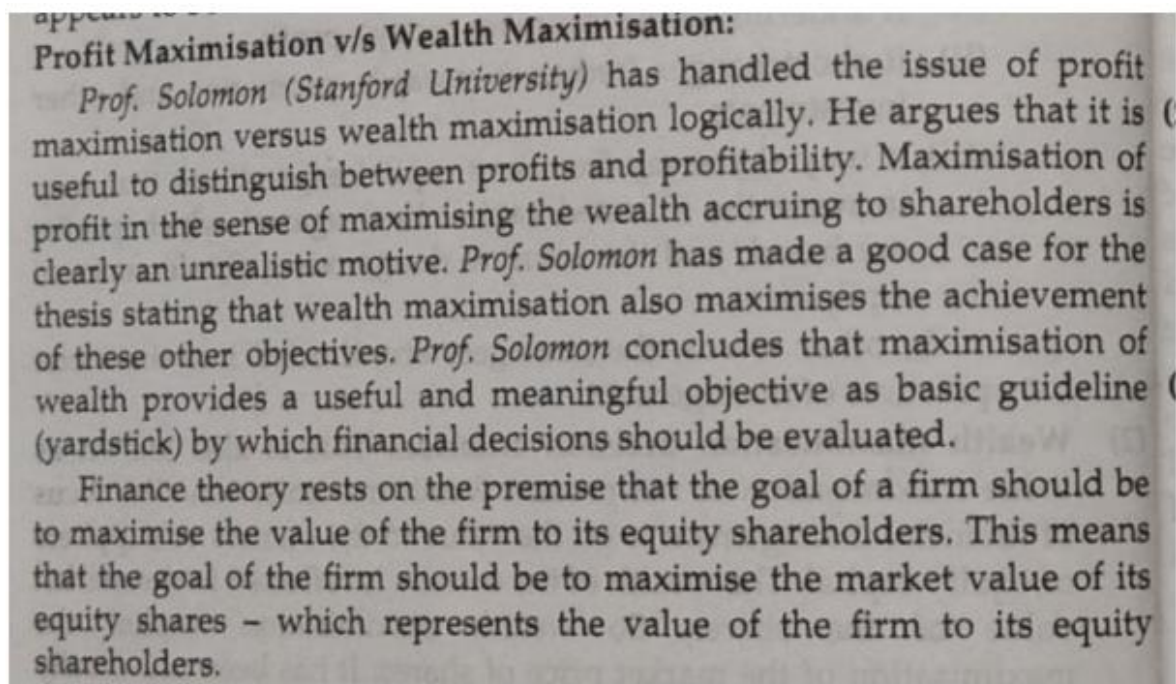 Profit Maximisation v/s Wealth Maximisation:
Prof. Solomon (Stanford University) has handled the issue of profit
maximisation versus wealth maximisation logically. He argues that it is
useful to distinguish between profits and profitability. Maximisation of
profit in the sense of maximising the wealth accruing to shareholders is
clearly an unrealistic motive. Prof. Solomon has made a good case for the
thesis stating that wealth maximisation also maximises the achievement
of these other objectives. Prof. Solomon concludes that maximisation of
wealth provides a useful and meaningful objective as basic guideline
(yardstick) by which financial decisions should be evaluated.
Finance theory rests on the premise that the goal of a firm should be
to maximise the value of the firm to its equity shareholders. This means
that the goal of the firm should be to maximise the market value of its
equity shares – which represents the value of the firm to its equity
shareholders.